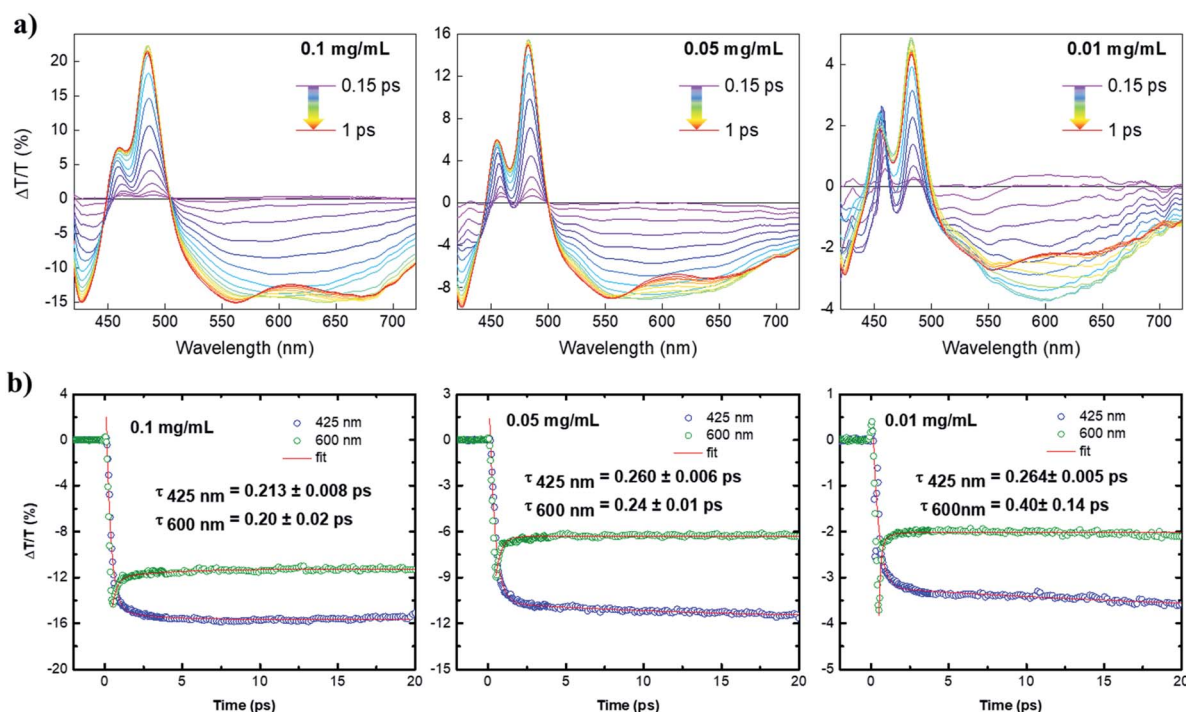 a)
0.1 mg/mL
0.15 ps
1 ps
ΔT/T (%)
20
15
10
5
0
-5
-10
-15
450 500 550 600 650 700
Wavelength (nm)
0.05 mg/mL
0.15 ps
1 ps
16
12
8
4
0
-4
-8
450 500 550 600 650 700
Wavelength (nm)
0.01 mg/mL
0.15 ps
1 ps
4
2
0
-2
-4
450 500 550 600 650 700
Wavelength (nm)
b)
0.1 mg/mL
425 nm
600 nm
fit
τ 425 nm = 0.213 ± 0.008 ps
τ 600 nm = 0.20 ± 0.02 ps
ΔT/T (%)
4
0
-4
-8
-12
-16
-20
0 5 10 15 20
Time (ps)
0.05 mg/mL
425 nm
600 nm
fit
τ 425 nm = 0.260 ± 0.006 ps
τ 600 nm = 0.24 ± 0.01 ps
3
0
-3
-6
-9
-12
-15
0 5 10 15 20
Time (ps)
0.01 mg/mL
425 nm
600 nm
fit
τ 425 nm = 0.264± 0.005 ps
τ 600nm = 0.40± 0.14 ps
1
0
-1
-2
-3
-4
-5
0 5 10 15 20
Time (ps)